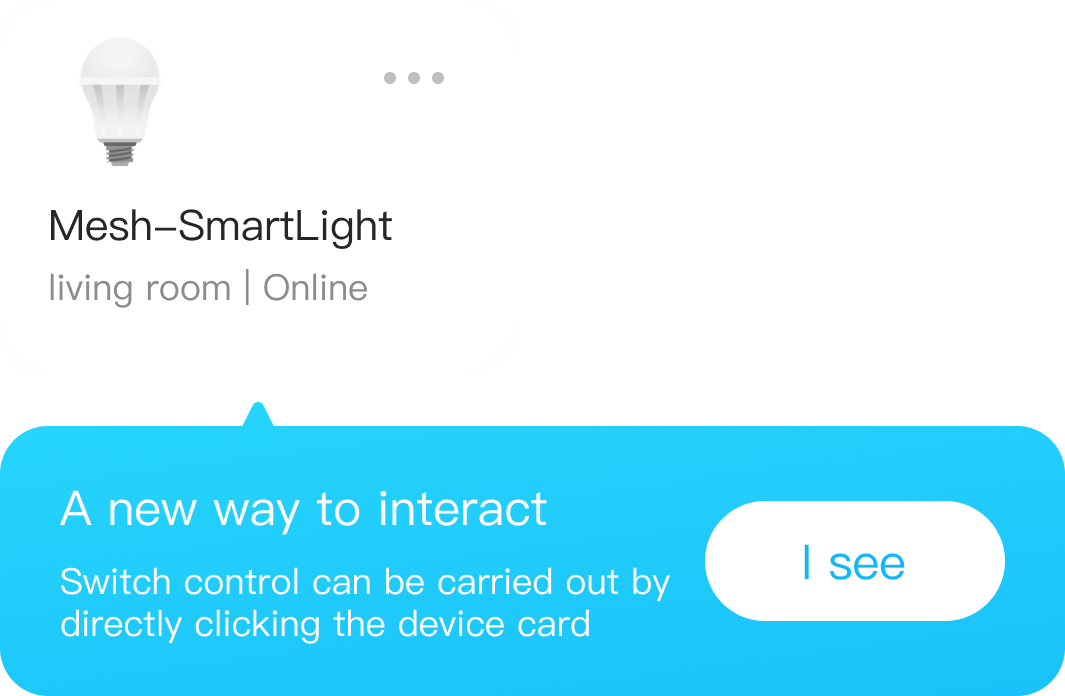 Mesh-SmartLight
living room | Online
A new way to interact
Switch control can be carried out by
directly clicking the device card
I see